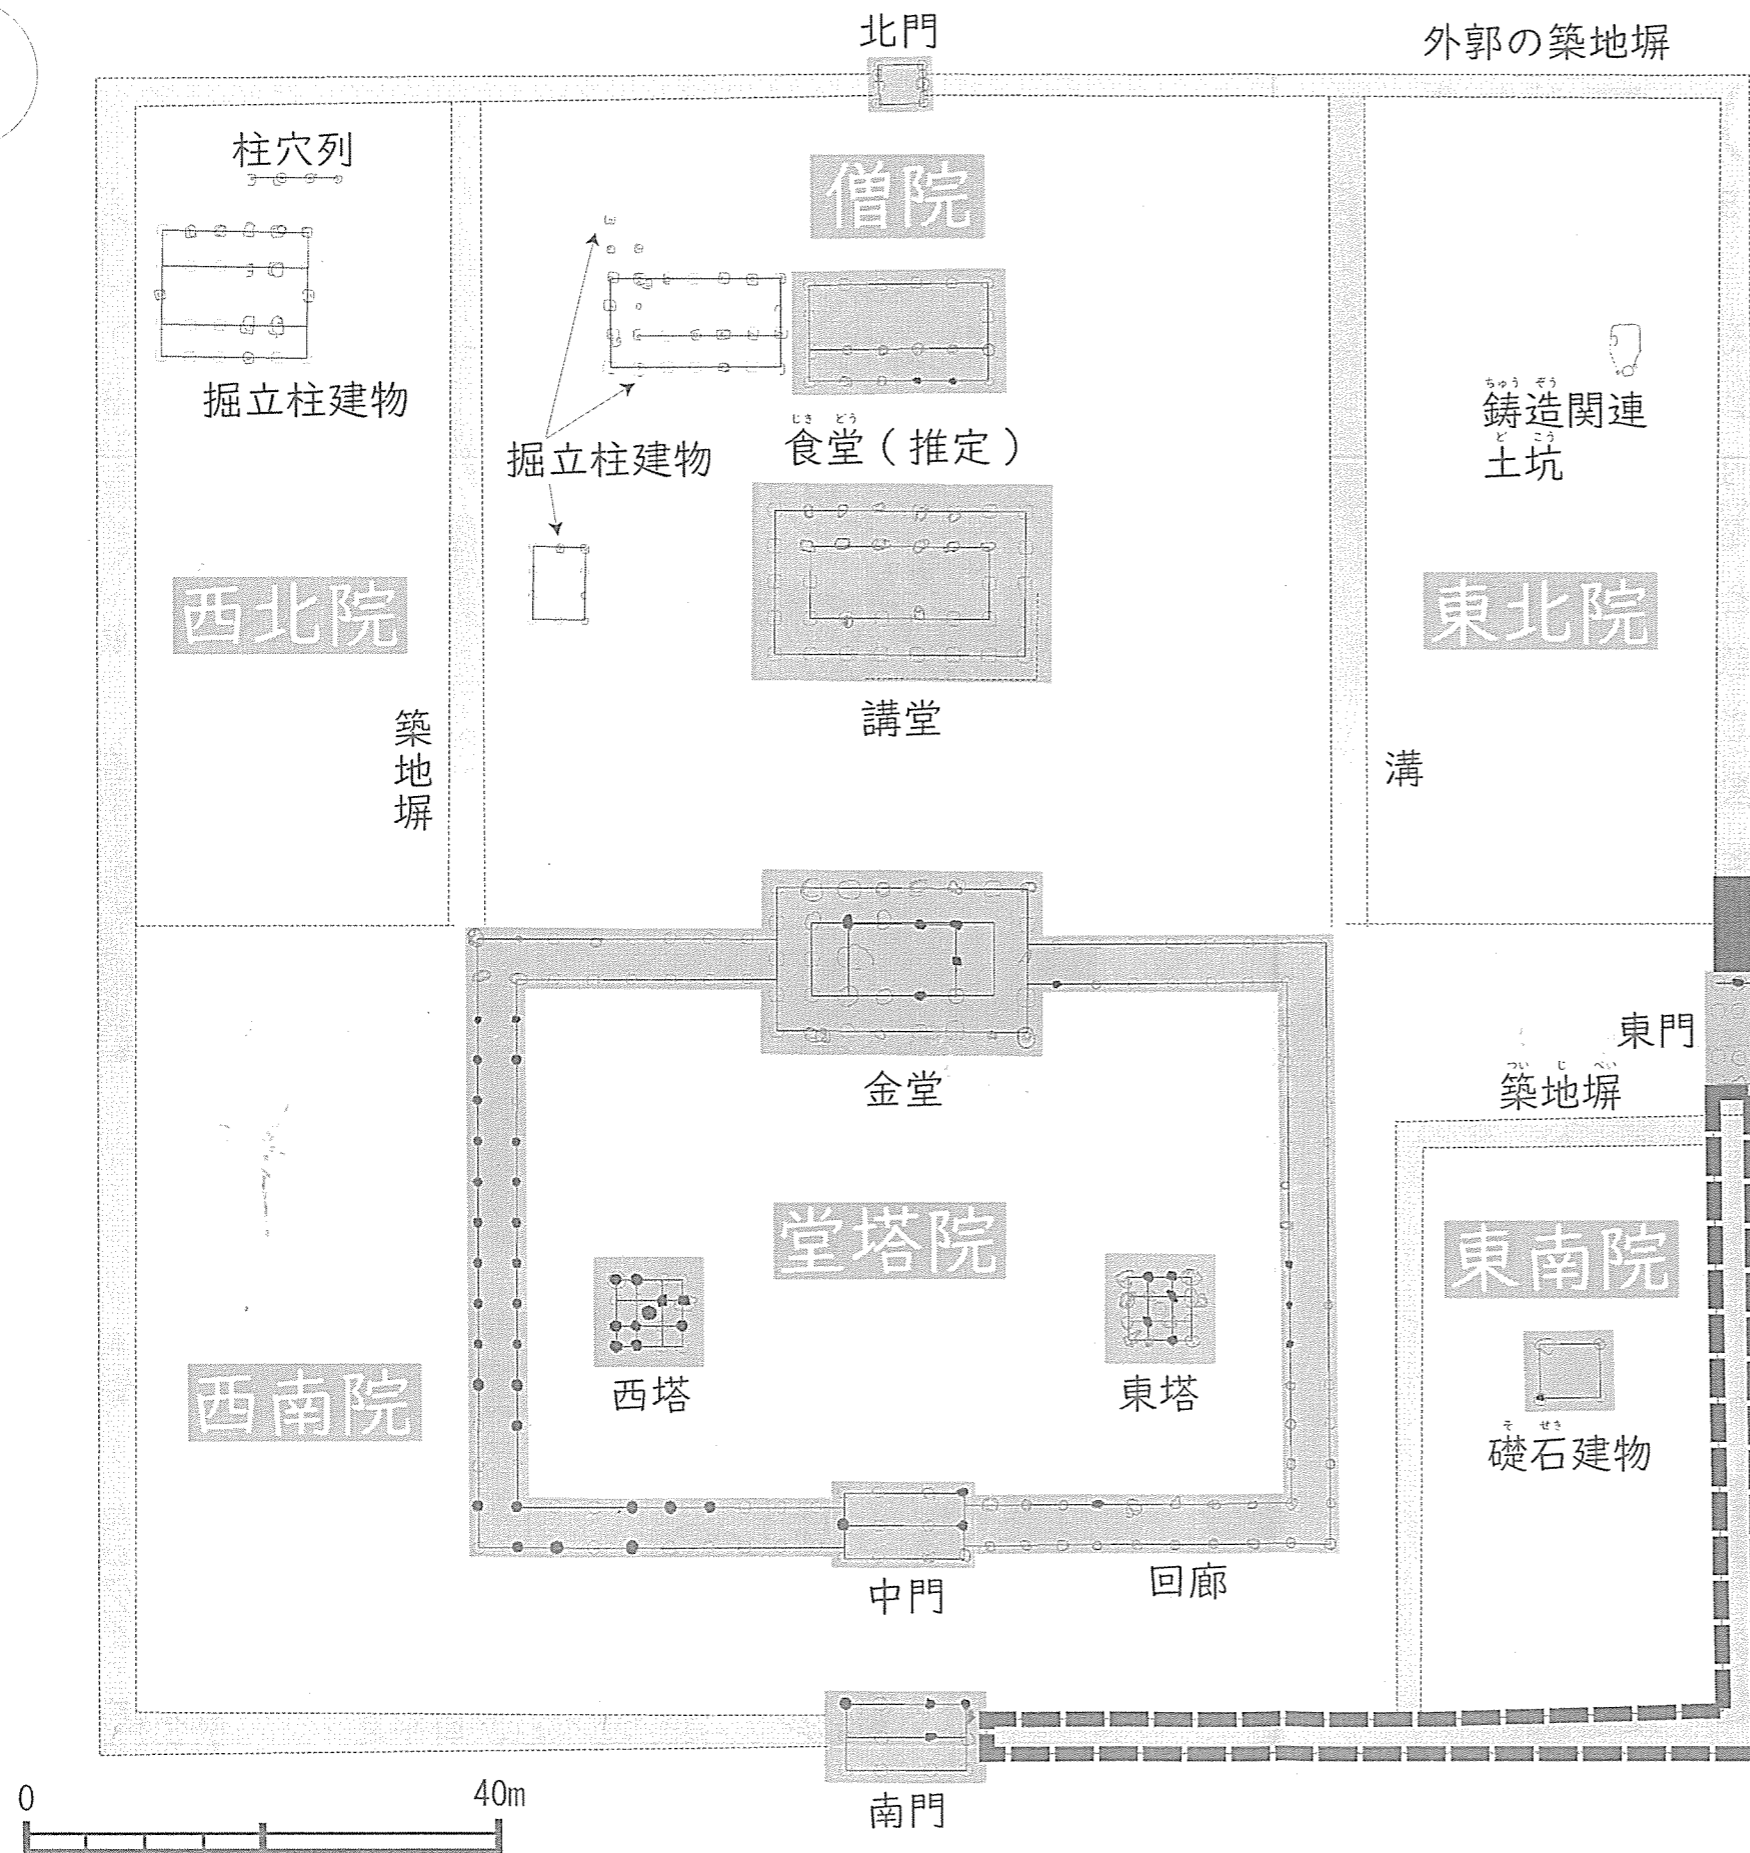 北門
外郭の築地塀
柱穴列
僧院
掘立柱建物
掘立柱建物
じき どう
食堂（推定）
ちゅう ぞう
鋳造関連
ど こう
土坑
西北院
東北院
講堂
築地塀
溝
東門
つい じ べい
築地塀
金堂
堂塔院
東南院
西塔
東塔
西南院
そ せき
礎石建物
中門
回廊
0 40m
南門